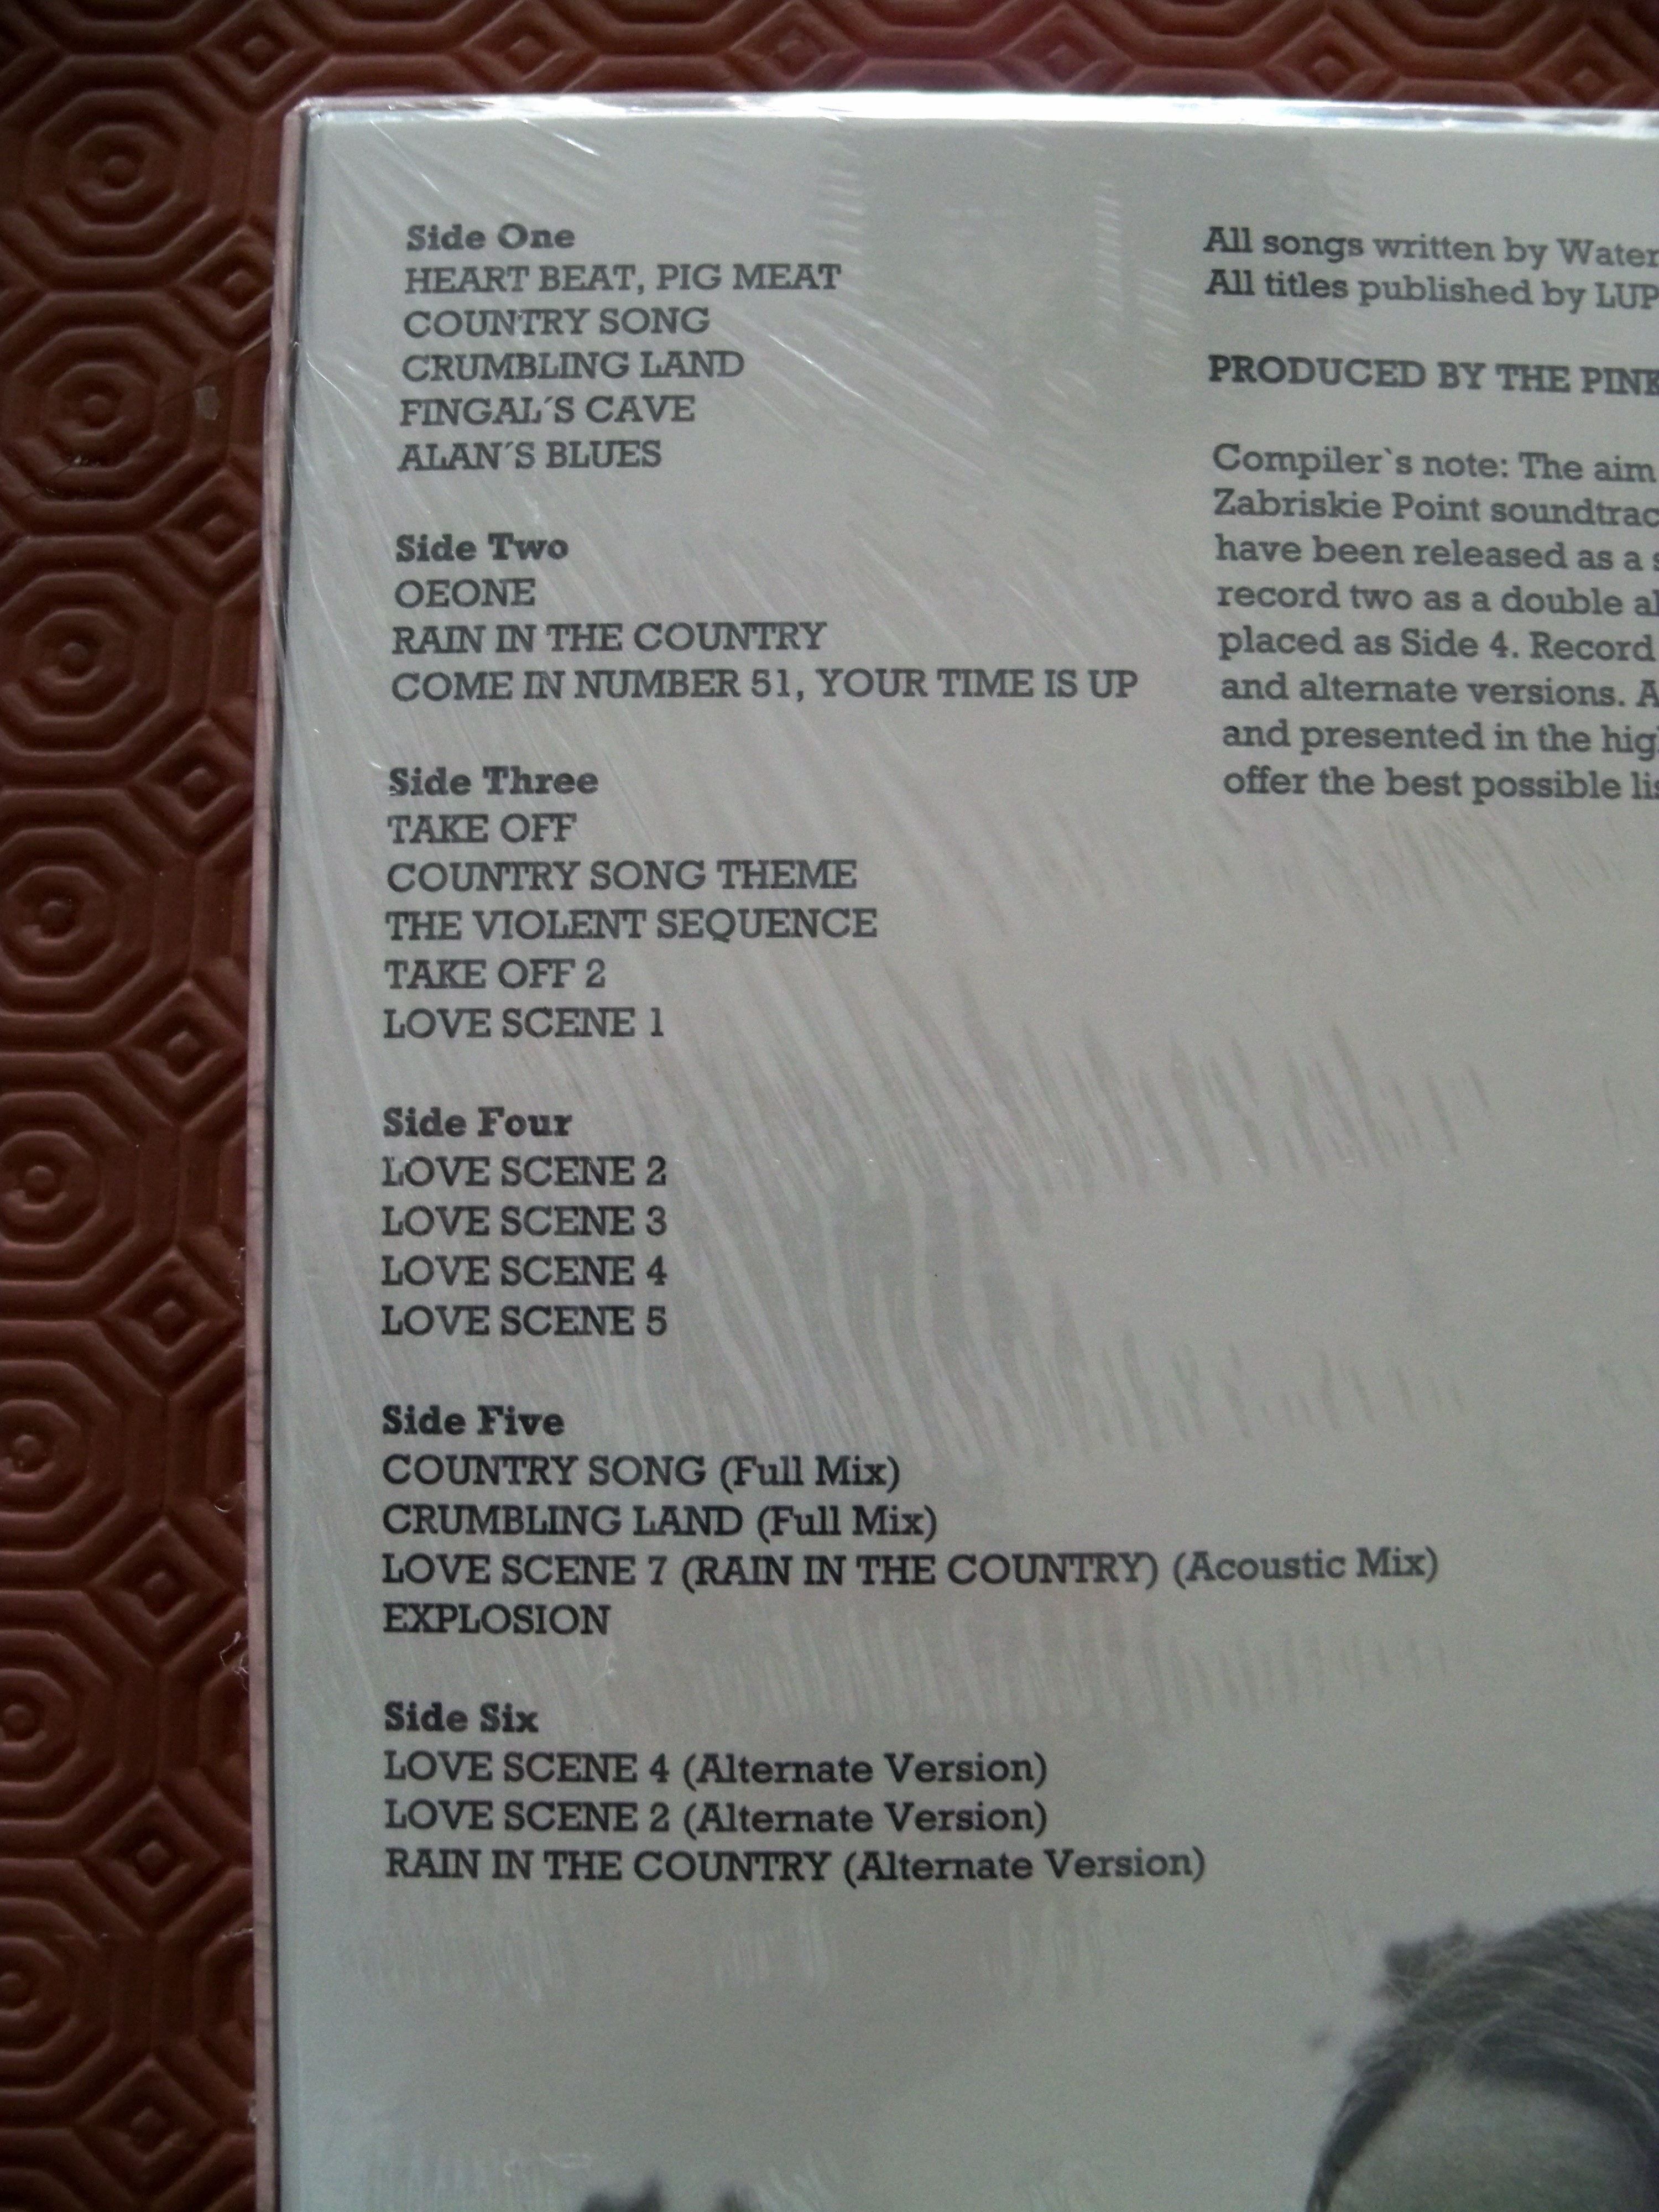 Side One
HEART BEAT, PIG MEAT
COUNTRY SONG
CRUMBLING LAND
FINGAL´S CAVE
ALAN´S BLUES
Side Two
OEONE
RAIN IN THE COUNTRY
COME IN NUMBER 51, YOUR TIME IS UP
Side Three
TAKE OFF
COUNTRY SONG THEME
THE VIOLENT SEQUENCE
TAKE OFF 2
LOVE SCENE 1
Side Four
LOVE SCENE 2
LOVE SCENE 3
LOVE SCENE 4
LOVE SCENE 5
Side Five
COUNTRY SONG (Full Mix)
CRUMBLING LAND (Full Mix)
LOVE SCENE 7 (RAIN IN THE COUNTRY) (Acoustic Mix)
EXPLOSION
Side Six
LOVE SCENE 4 (Alternate Version)
LOVE SCENE 2 (Alternate Version)
RAIN IN THE COUNTRY (Alternate Version)
All songs written by
All titles published by
PRODUCED BY THE
Compiler`s note: The aim
Zabriskie Point
have been released as a
record two as a double
placed as Side 4. Record
and alternate versions.
and presented in the
offer the best possible